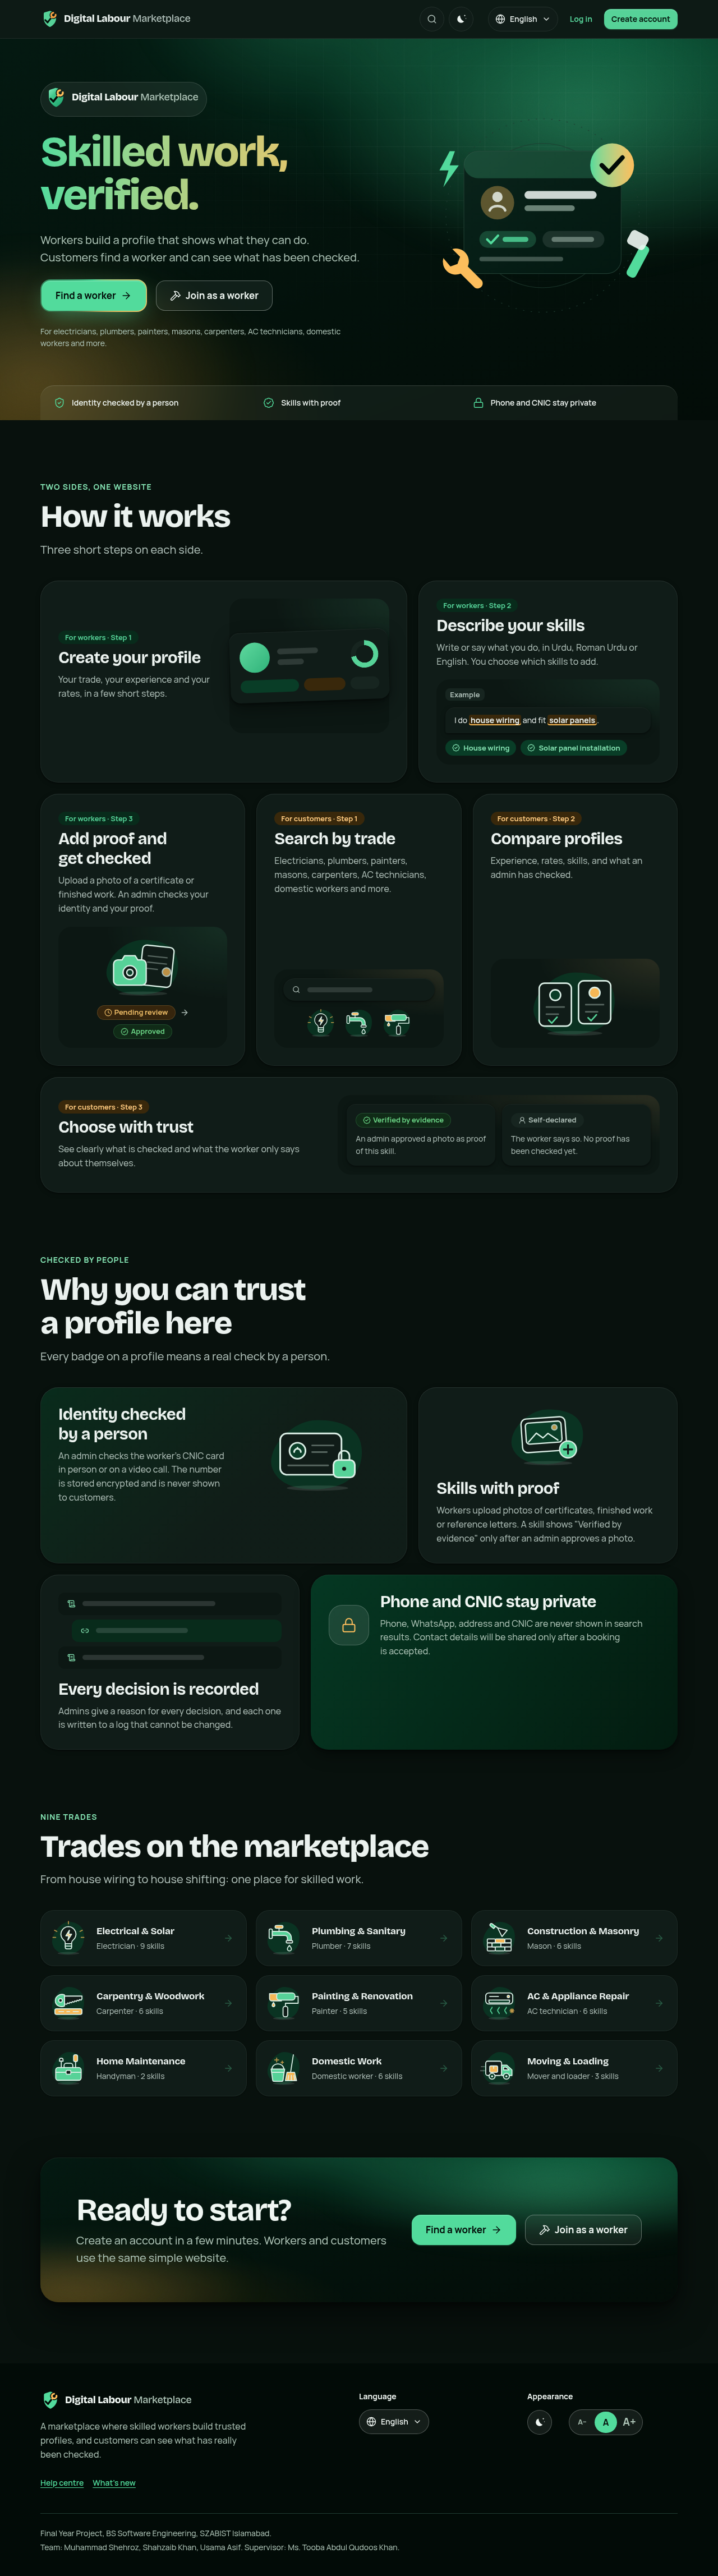 Digital Labour Marketplace
English
Log in
Create account
Digital Labour Marketplace
Skilled work,
verified.
Workers build a profile that shows what they can do.
Customers find a worker and can see what has been checked.
Find a worker
Join as a worker
For electricians, plumbers, painters, masons, carpenters, AC technicians, domestic
workers and more.
Identity checked by a person
Skills with proof
Phone and CNIC stay private
TWO SIDES, ONE WEBSITE
How it works
Three short steps on each side.
For workers · Step 1
Create your profile
Your trade, your experience and your
rates, in a few short steps.
For workers · Step 2
Describe your skills
Write or say what you do, in Urdu, Roman Urdu or
English. You choose which skills to add.
Example
I do house wiring and fit solar panels.
House wiring
Solar panel installation
For workers · Step 3
Add proof and
get checked
Upload a photo of a certificate or
finished work. An admin checks your
identity and your proof.
Pending review
Approved
For customers · Step 1
Search by trade
Electricians, plumbers, painters,
masons, carpenters, AC technicians,
domestic workers and more.
For customers · Step 2
Compare profiles
Experience, rates, skills, and what an
admin has checked.
For customers · Step 3
Choose with trust
See clearly what is checked and what the worker only says
about themselves.
Verified by evidence
An admin approved a photo as proof
of this skill.
Self-declared
The worker says so. No proof has
been checked yet.
CHECKED BY PEOPLE
Why you can trust
a profile here
Every badge on a profile means a real check by a person.
Identity checked
by a person
An admin checks the worker's CNIC card
in person or on a video call. The number
is stored encrypted and is never shown
to customers.
Skills with proof
Workers upload photos of certificates, finished work
or reference letters. A skill shows "Verified by
evidence" only after an admin approves a photo.
Every decision is recorded
Admins give a reason for every decision, and each one
is written to a log that cannot be changed.
Phone and CNIC stay private
Phone, WhatsApp, address and CNIC are never shown in search
results. Contact details will be shared only after a booking
is accepted.
NINE TRADES
Trades on the marketplace
From house wiring to house shifting: one place for skilled work.
Electrical & Solar
Electrician · 9 skills
Plumbing & Sanitary
Plumber · 7 skills
Construction & Masonry
Mason · 6 skills
Carpentry & Woodwork
Carpenter · 6 skills
Painting & Renovation
Painter · 5 skills
AC & Appliance Repair
AC technician · 6 skills
Home Maintenance
Handyman · 2 skills
Domestic Work
Domestic worker · 6 skills
Moving & Loading
Mover and loader · 3 skills
Ready to start?
Create an account in a few minutes. Workers and customers
use the same simple website.
Find a worker
Join as a worker
Digital Labour Marketplace
A marketplace where skilled workers build trusted
profiles, and customers can see what has really
been checked.
Help centre
What's new
Language
English
Appearance
A−
A
A+
Final Year Project, BS Software Engineering, SZABIST Islamabad.
Team: Muhammad Shehroz, Shahzaib Khan, Usama Asif. Supervisor: Ms. Tooba Abdul Qudoos Khan.